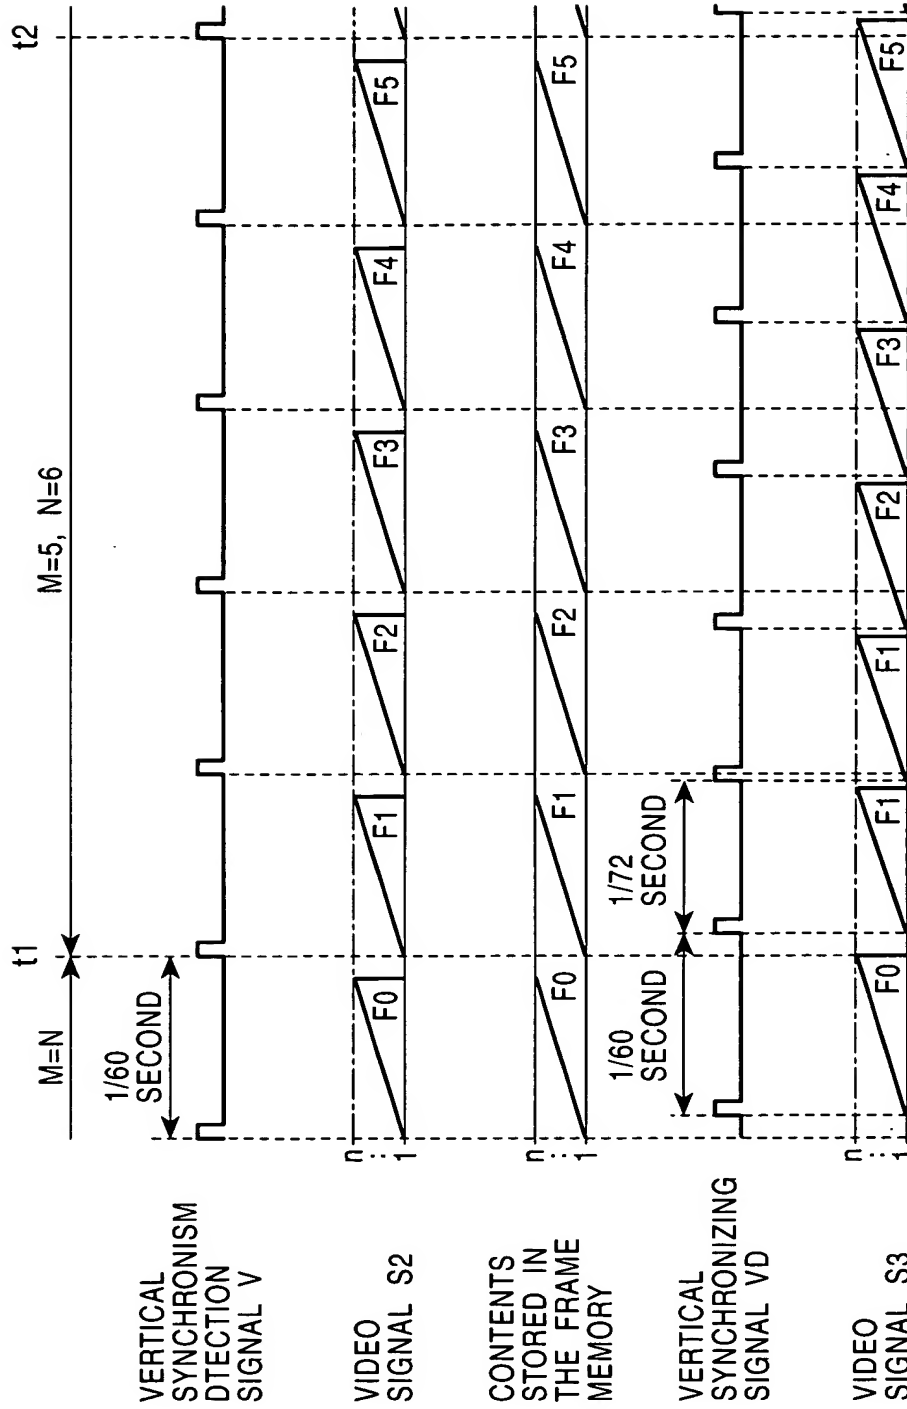 M=N
t1
M=5, N=6
t2
VERTICAL
SYNCHRONISM
DTECTION
SIGNAL V
1/60
SECOND
VIDEO
SIGNAL S2
n
:
1
F0
F1
F2
F3
F4
F5
CONTENTS
STORED IN
THE FRAME
MEMORY
n
:
1
F0
F1
F2
F3
F4
F5
VERTICAL
SYNCHRONIZING
SIGNAL VD
1/60
SECOND
1/72
SECOND
VIDEO
SIGNAL S3
n
:
1
F0
F1
F1
F2
F3
F4
F5